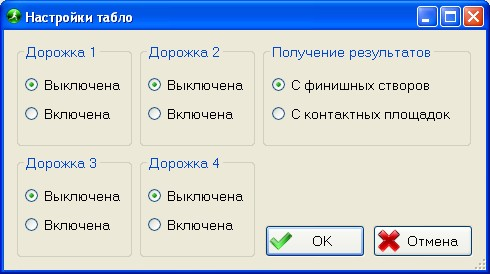 Настройки табло
Дорожка 1
Выключена
Включена
Дорожка 2
Выключена
Включена
Получение результатов
С финишных створов
С контактных площадок
Дорожка 3
Выключена
Включена
Дорожка 4
Выключена
Включена
OK
Отмена